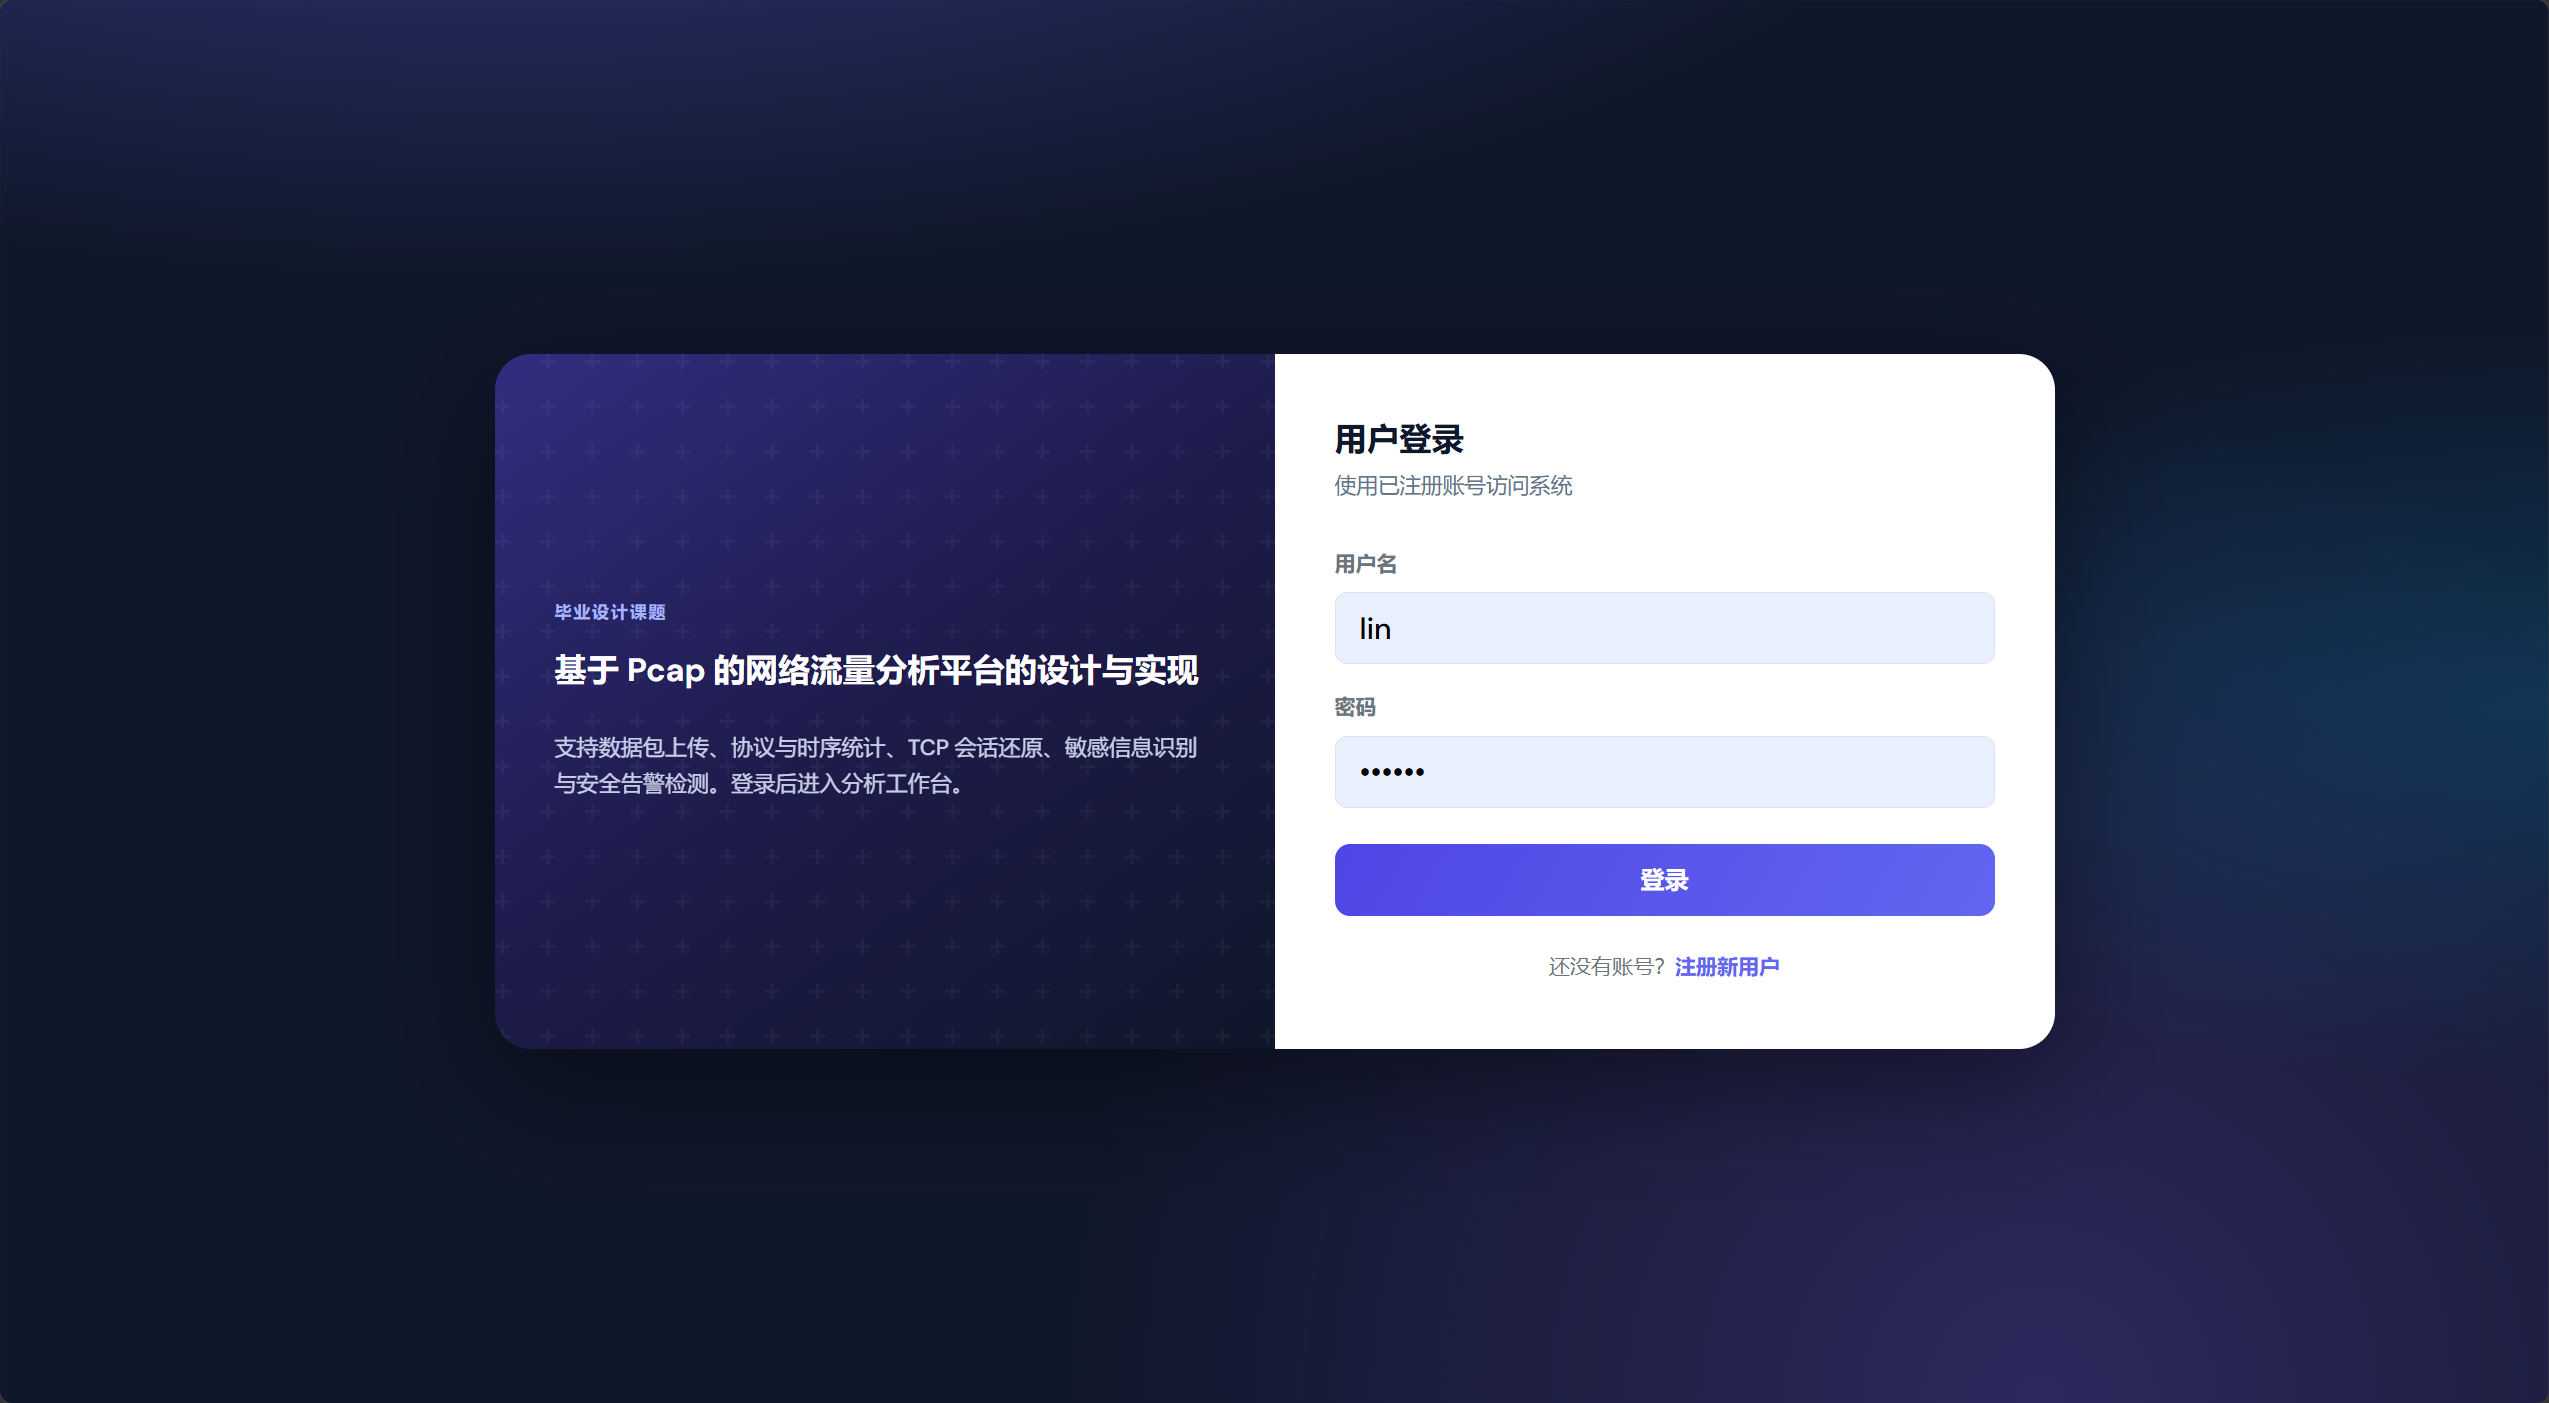 毕业设计课题
基于 Pcap 的网络流量分析平台的设计与实现
支持数据包上传、协议与时序统计、TCP 会话还原、敏感信息识别
与安全告警检测。登录后进入分析工作台。
用户登录
使用已注册账号访问系统
用户名
lin
密码
••••••
登录
还没有账号？注册新用户